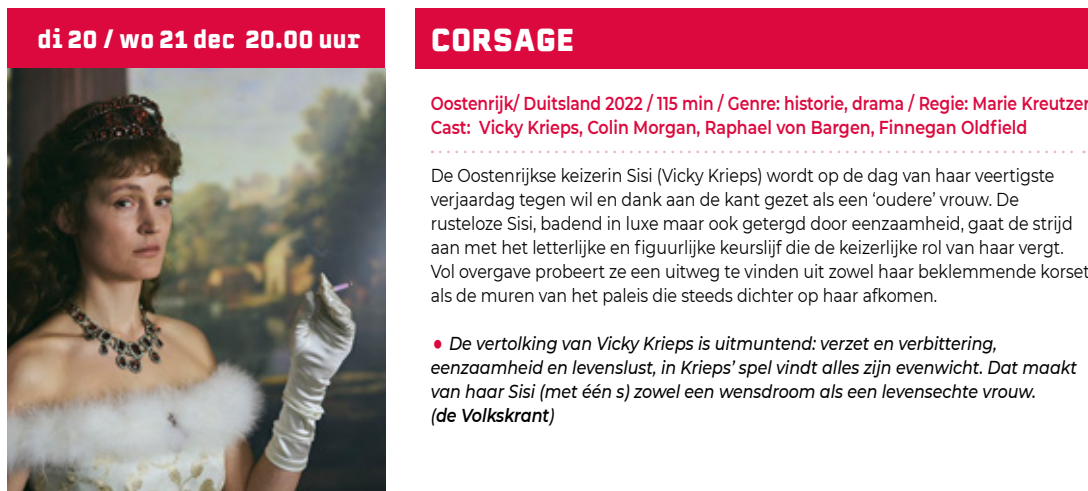 di 20 / wo 21 dec 20.00 uur
CORSAGE
Oostenrijk/ Duitsland 2022 / 115 min / Genre: historie, drama / Regie: Marie Kreutzer
Cast: Vicky Krieps, Colin Morgan, Raphael von Bargen, Finnegan Oldfield
De Oostenrijkse keizerin Sisi (Vicky Krieps) wordt op de dag van haar veertigste
verjaardag tegen wil en dank aan de kant gezet als een ‘oudere’ vrouw. De
rusteloze Sisi, badend in luxe maar ook getergd door eenzaamheid, gaat de strijd
aan met het letterlijke en figuurlijke keurslijf die de keizerlijke rol van haar vergt.
Vol overgave probeert ze een uitweg te vinden uit zowel haar beklemmende korset
als de muren van het paleis die steeds dichter op haar afkomen.
• De vertolking van Vicky Krieps is uitmuntend: verzet en verbittering,
eenzaamheid en levenslust, in Krieps’ spel vindt alles zijn evenwicht. Dat maakt
van haar Sisi (met één s) zowel een wensdroom als een levensechte vrouw.
(de Volkskrant)